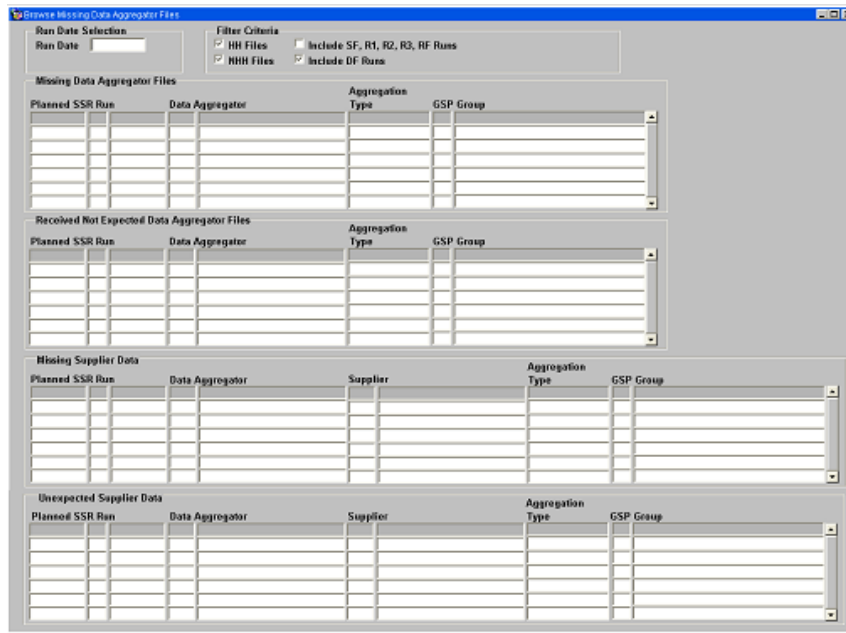 Browse Missing Data Aggregator Files
Run Date Selection
Run Date
Filter Criteria
HH Files
Include SF, R1, R2, R3, RF Runs
NHH Files
Include DF Runs
Missing Data Aggregator Files
Planned SSR Run Data Aggregator Aggregation Type GSP Group
Received Not Expected Data Aggregator Files
Planned SSR Run Data Aggregator Aggregation Type GSP Group
Missing Supplier Data
Planned SSR Run Data Aggregator Supplier Aggregation Type GSP Group
Unexpected Supplier Data
Planned SSR Run Data Aggregator Supplier Aggregation Type GSP Group